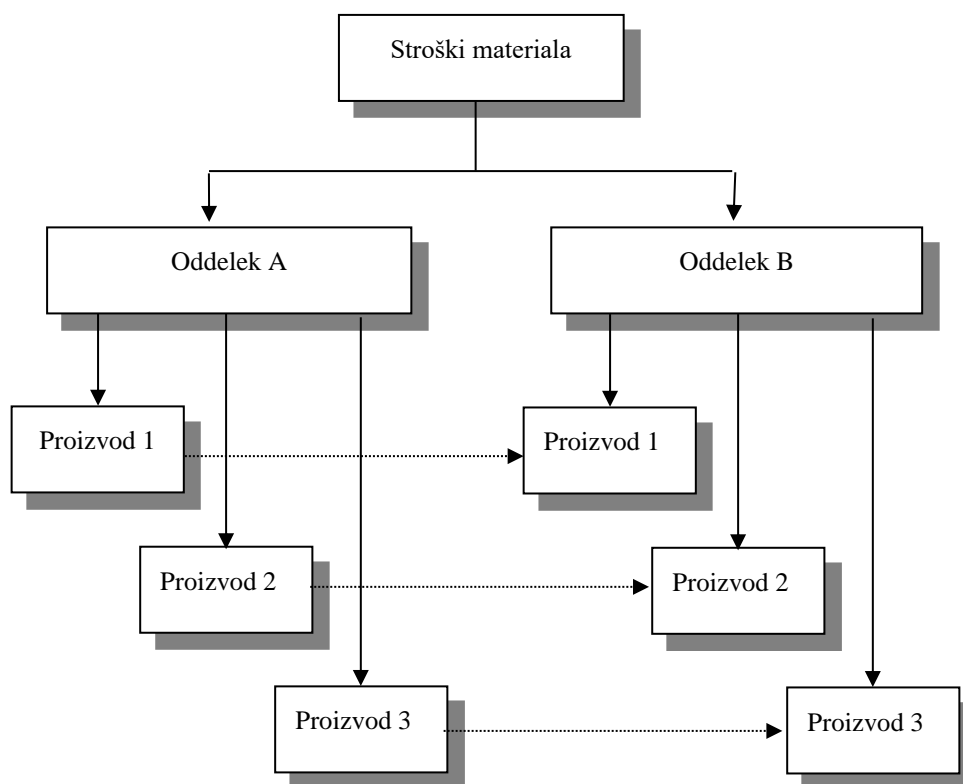 Stroški materiala
Oddelek A
Oddelek B
Proizvod 1
Proizvod 1
Proizvod 2
Proizvod 2
Proizvod 3
Proizvod 3